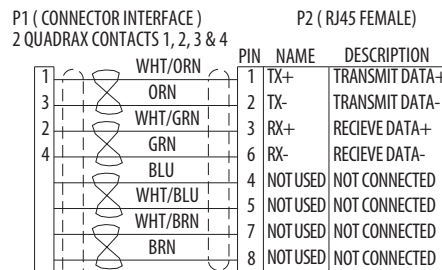 P1 ( CONNECTOR INTERFACE )
2 QUADRAX CONTACTS 1, 2, 3 & 4
P2 ( RJ45 FEMALE)
PIN NAME DESCRIPTION
1 WHT/ORN 1 TX+ TRANSMIT DATA+
3 ORN 2 TX- TRANSMIT DATA-
2 WHT/GRN 3 RX+ RECIEVE DATA+
4 GRN 6 RX- RECIEVE DATA-
BLU 4 NOT USED NOT CONNECTED
WHT/BLU 5 NOT USED NOT CONNECTED
WHT/BRN 7 NOT USED NOT CONNECTED
BRN 8 NOT USED NOT CONNECTED